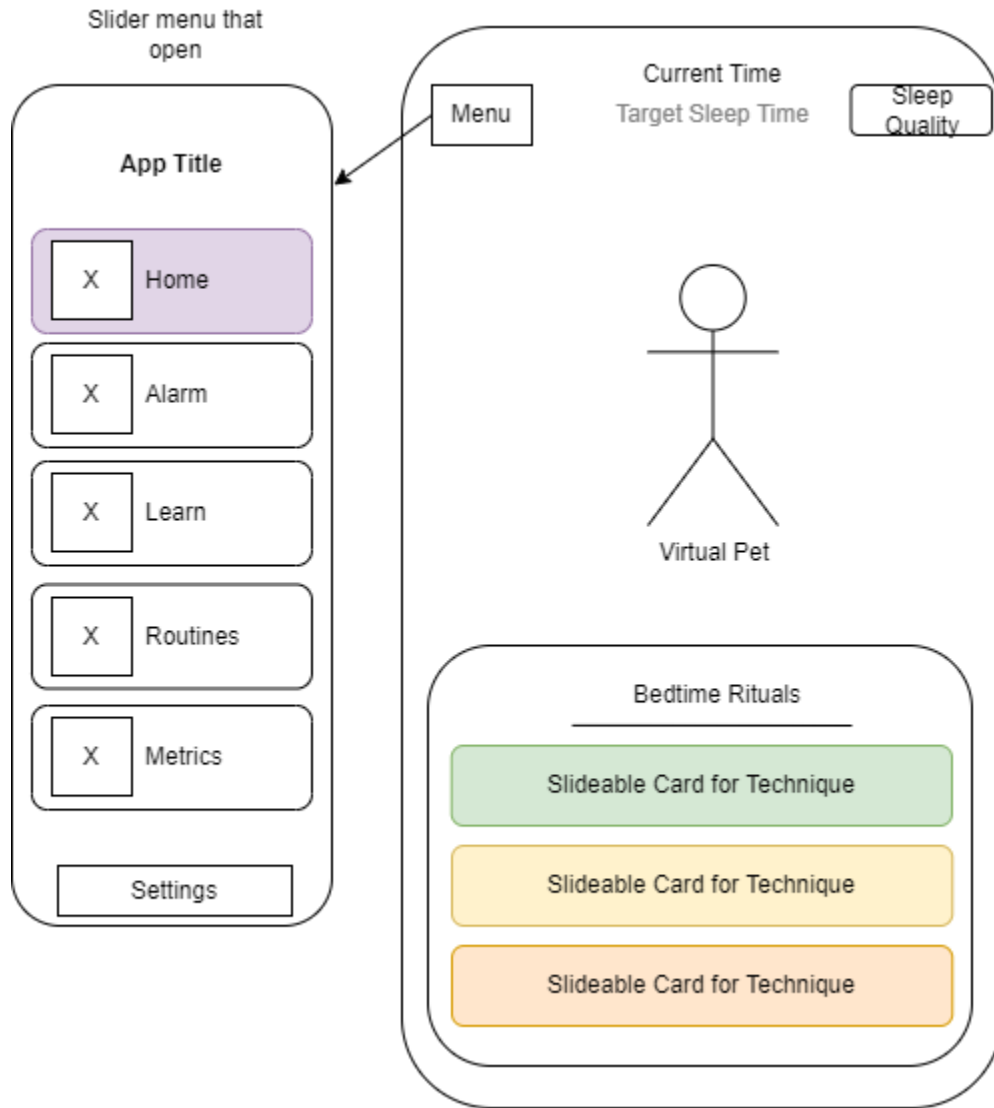 Slider menu that
open
App Title
X
Home
X
Alarm
X
Learn
X
Routines
X
Metrics
Settings
Menu
Current Time
Target Sleep Time
Sleep
Quality
Virtual Pet
Bedtime Rituals
Slideable Card for Technique
Slideable Card for Technique
Slideable Card for Technique